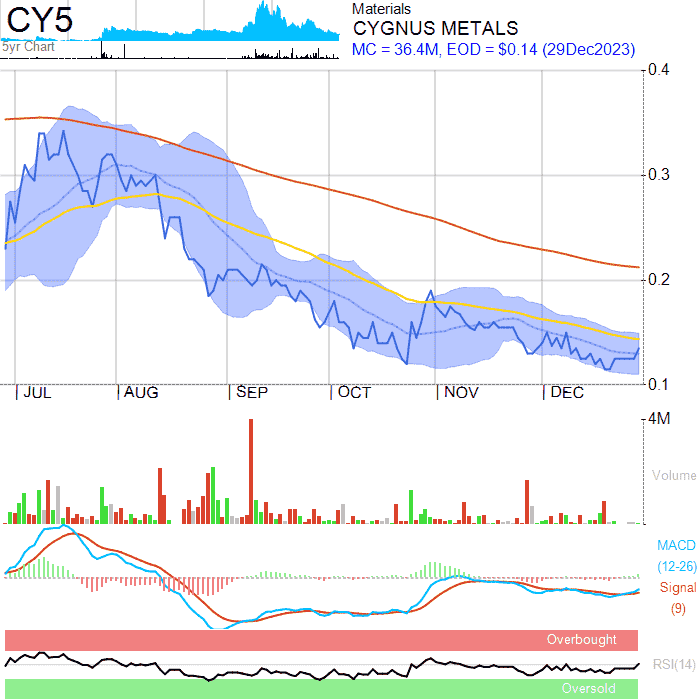 CY5
5yr Chart
Materials
CYGNUS METALS
MC = 36.4M, EOD = $0.14 (29Dec2023)
0.4
0.3
0.2
0.1
JUL AUG SEP OCT NOV DEC
4M
Volume
MACD
(12-26)
Signal
(9)
Overbought
RSI(14)
Oversold